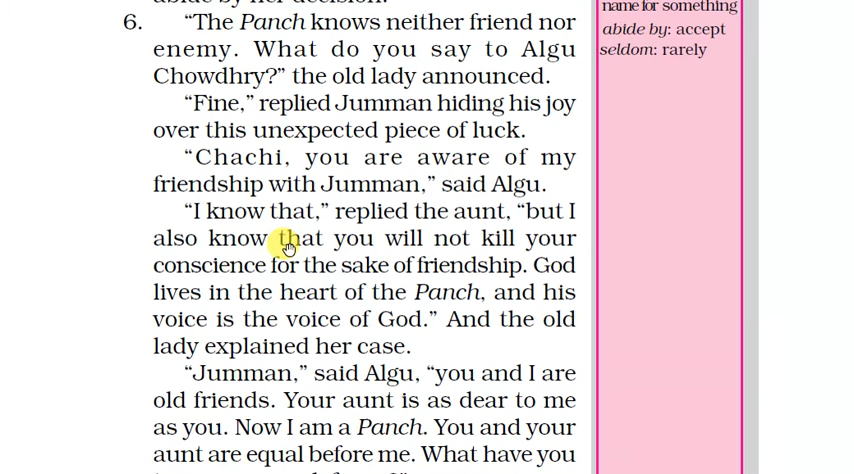 abide by her decision.
6. “The Panch knows neither friend nor
enemy. What do you say to Algu
Chowdhry?” the old lady announced.
“Fine,” replied Jumman hiding his joy
over this unexpected piece of luck.
“Chachi, you are aware of my
friendship with Jumman,” said Algu.
“I know that,” replied the aunt, “but I
also know that you will not kill your
conscience for the sake of friendship. God
lives in the heart of the Panch, and his
voice is the voice of God.” And the old
lady explained her case.
“Jumman,” said Algu, “you and I are
old friends. Your aunt is as dear to me
as you. Now I am a Panch. You and your
aunt are equal before me. What have you
name for something
abide by: accept
seldom: rarely